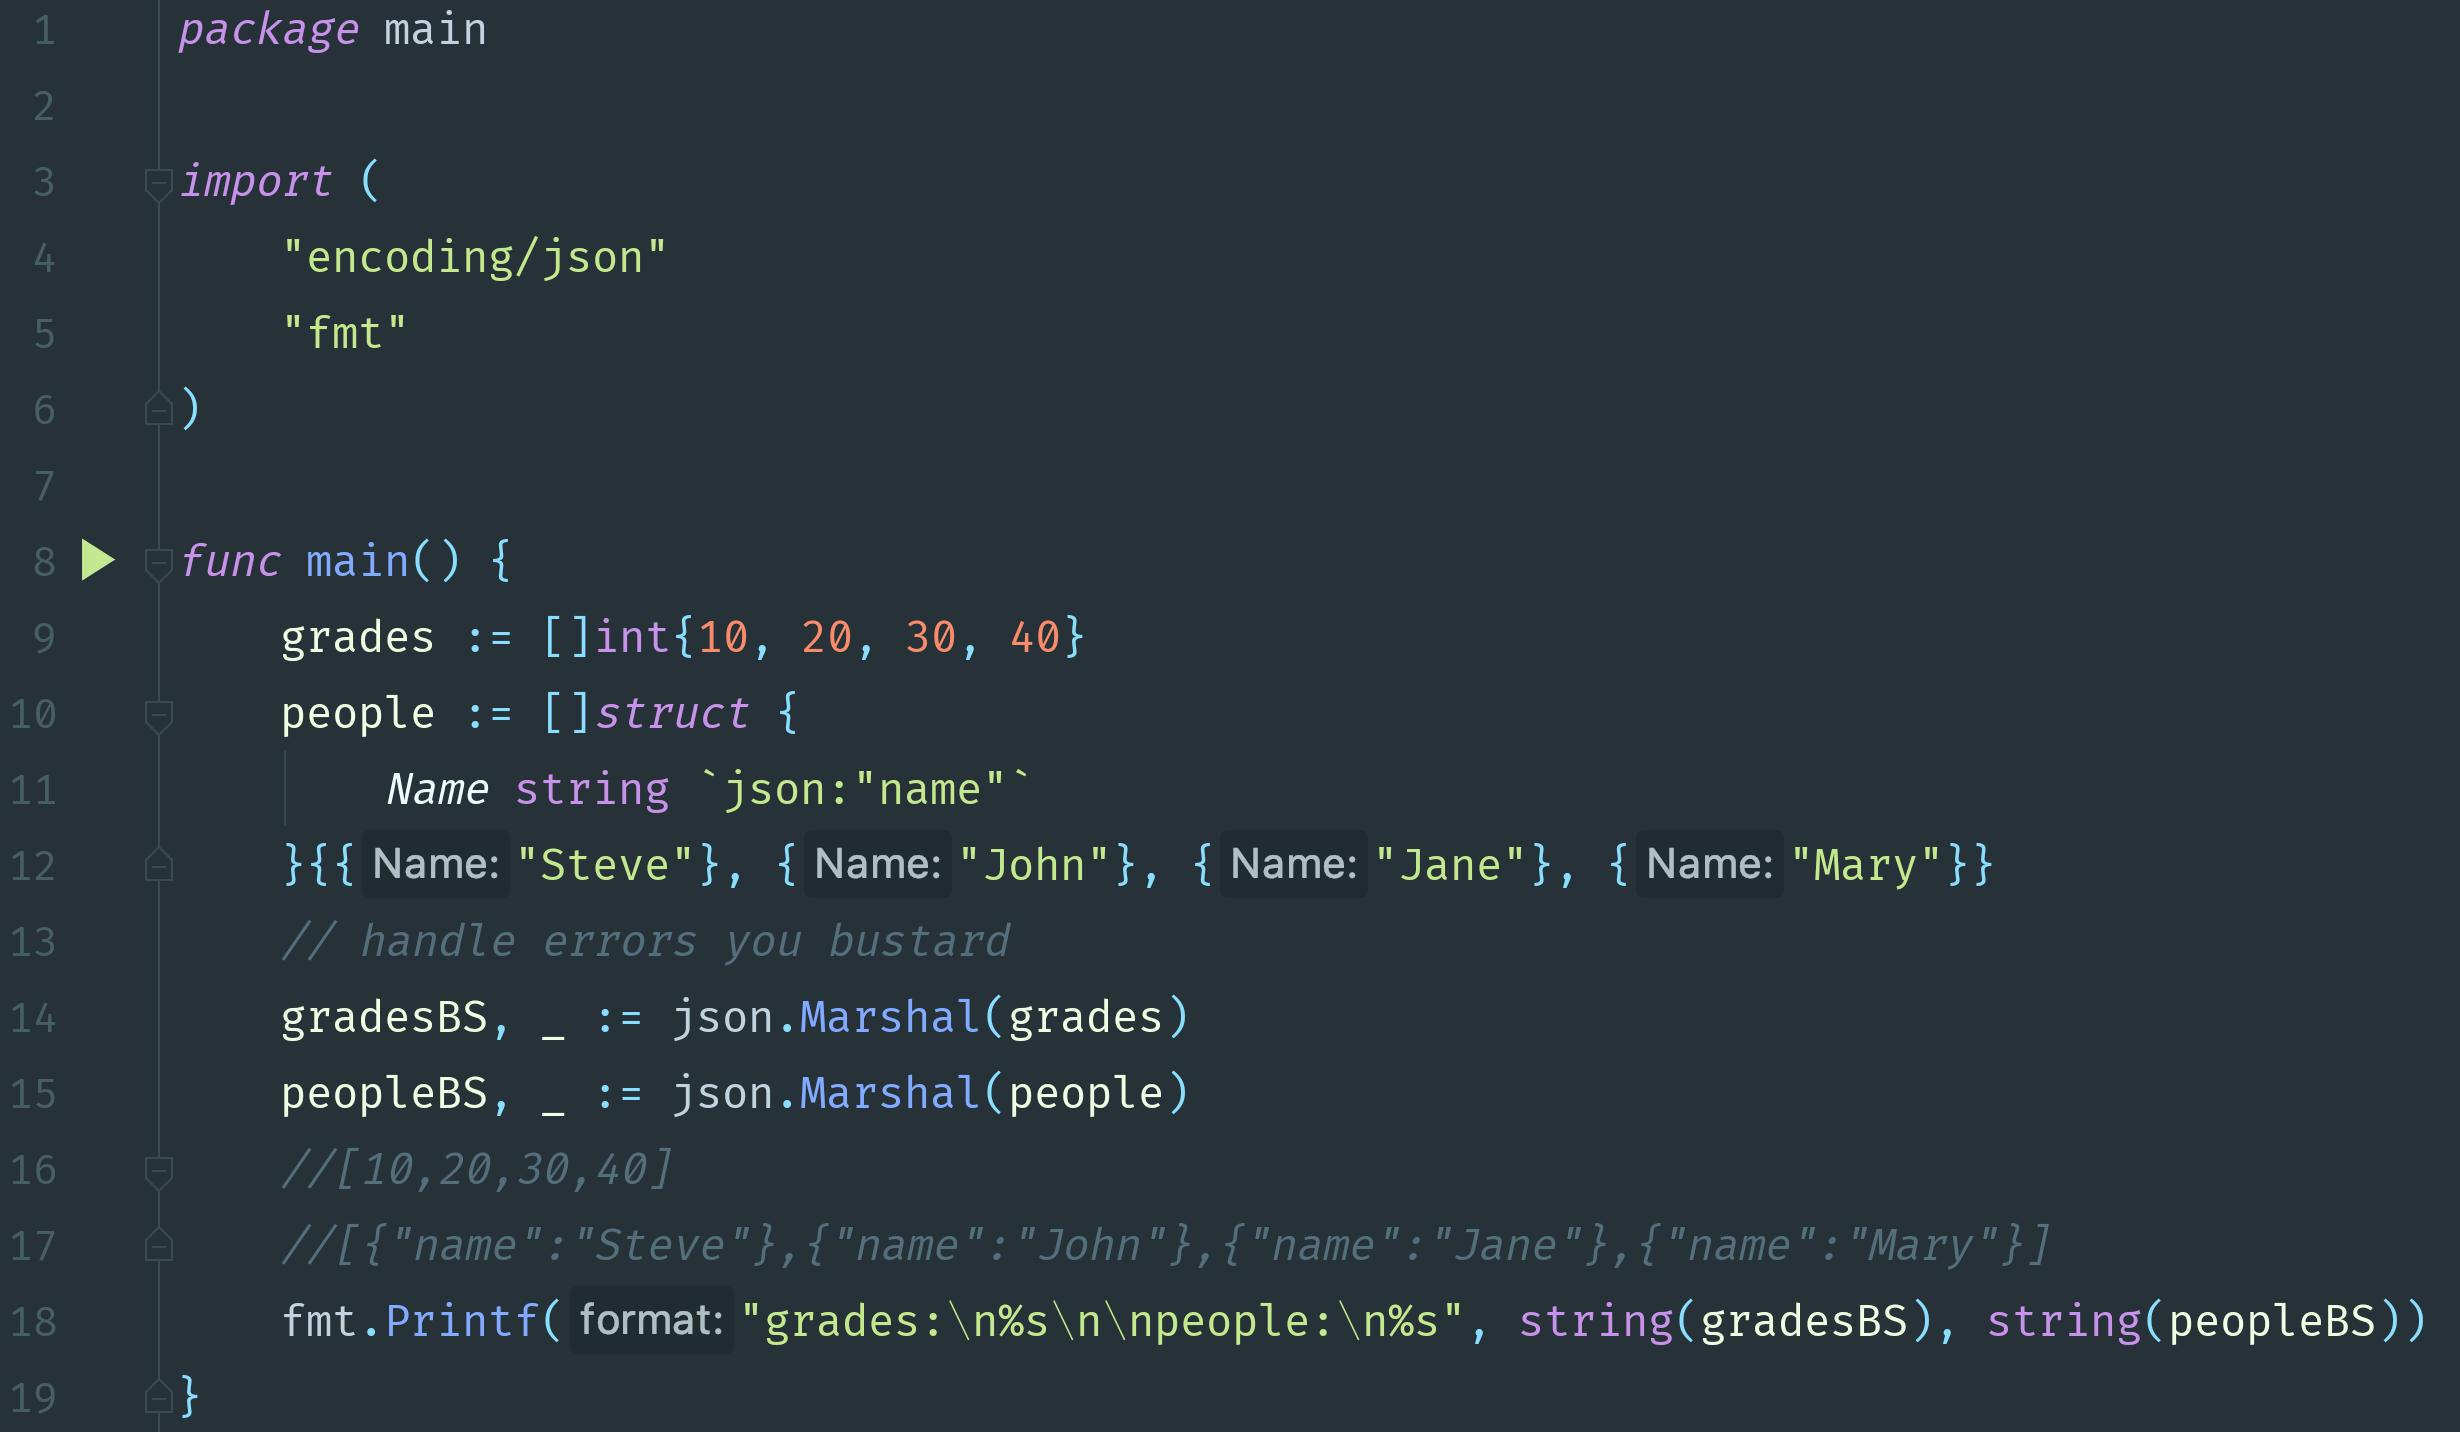 1 package main
2
3 import (
4     "encoding/json"
5     "fmt"
6 )
7
8 func main() {
9     grades := []int{10, 20, 30, 40}
10     people := []struct {
11         Name string `json:"name"`
12     }{{ Name: "Steve"}, { Name: "John"}, { Name: "Jane"}, { Name: "Mary"}}
13     // handle errors you bustard
14     gradesBS, _ := json.Marshal(grades)
15     peopleBS, _ := json.Marshal(people)
16     //[10,20,30,40]
17     //[{"name":"Steve"},{"name":"John"},{"name":"Jane"},{"name":"Mary"}]
18     fmt.Printf( format: "grades:\n%s\n\npeople:\n%s", string(gradesBS), string(peopleBS))
19 }